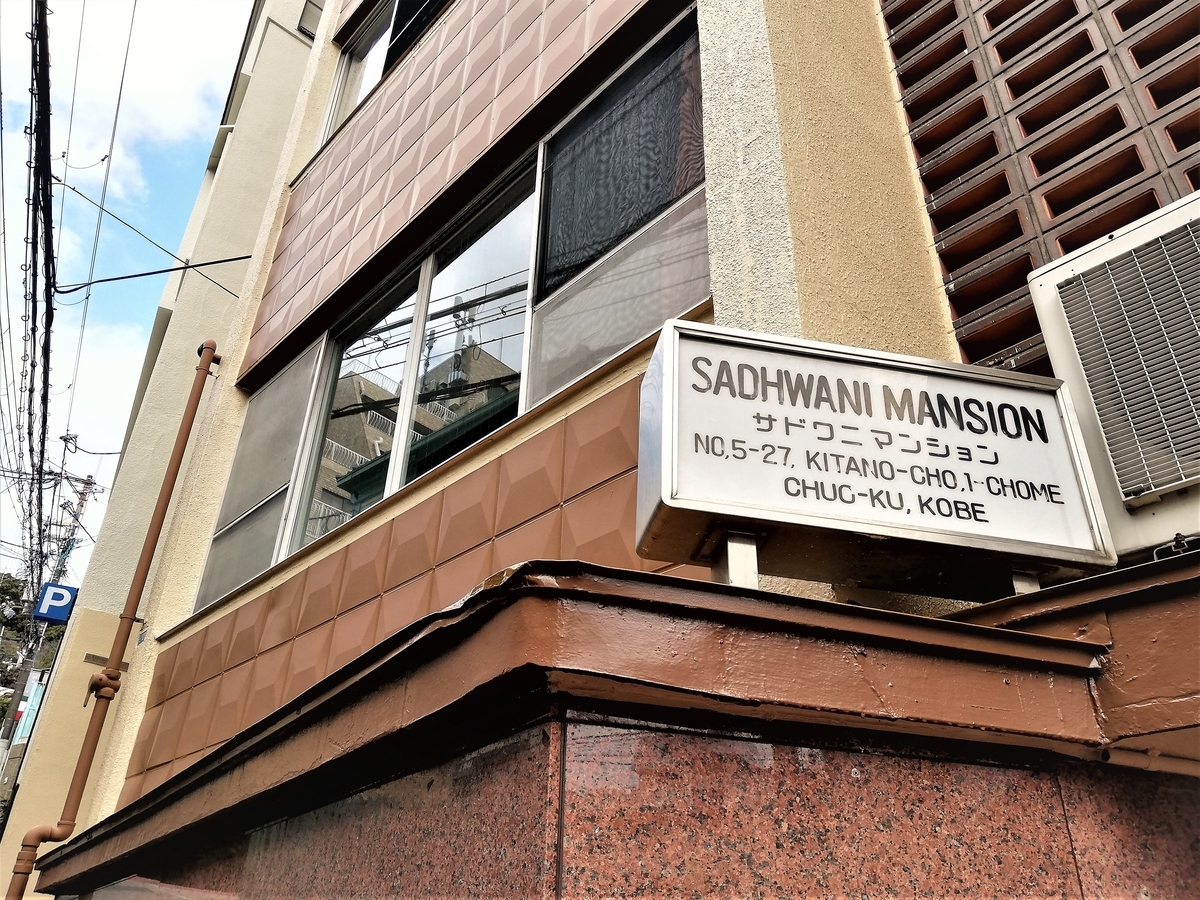 SADHWANI MANSION
サドワニマンション
NO,5-27, KITANO-CHO,1-CHOME
CHUO-KU, KOBE
P